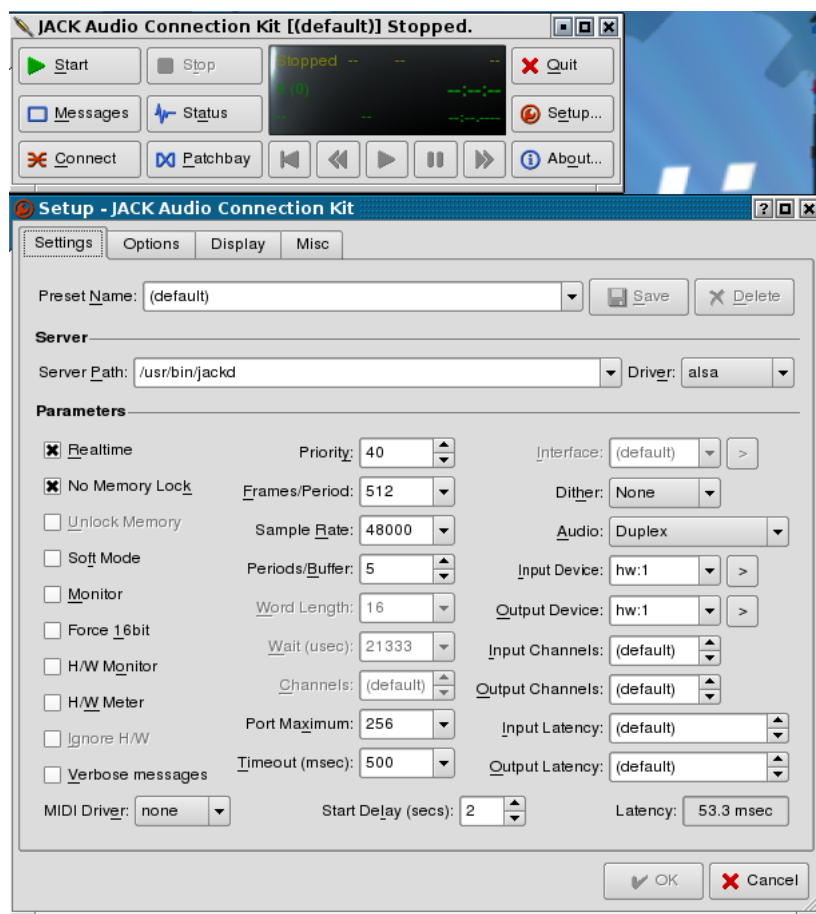 JACK Audio Connection Kit [(default)] Stopped.
Start
Stop
Stopped -- -- --
Quit
0 (0) --:--:--
Messages
Status
-- -- --:--.----
Setup...
Connect
Patchbay
About...
Setup - JACK Audio Connection Kit
Settings Options Display Misc
Preset Name: (default) Save Delete
Server
Server Path: /usr/bin/jackd Driver: alsa
Parameters
Realtime Priority: 40 Interface: (default) >
No Memory Lock Frames/Period: 512 Dither: None
Unlock Memory Sample Rate: 48000 Audio: Duplex
Soft Mode Periods/Buffer: 5 Input Device: hw:1 >
Monitor Word Length: 16 Output Device: hw:1 >
Force 16bit Wait (usec): 21333 Input Channels: (default)
H/W Monitor Channels: (default) Output Channels: (default)
H/W Meter Port Maximum: 256 Input Latency: (default)
Ignore H/W
Verbose messages Timeout (msec): 500 Output Latency: (default)
MIDI Driver: none Start Delay (secs): 2 Latency: 53.3 msec
OK Cancel